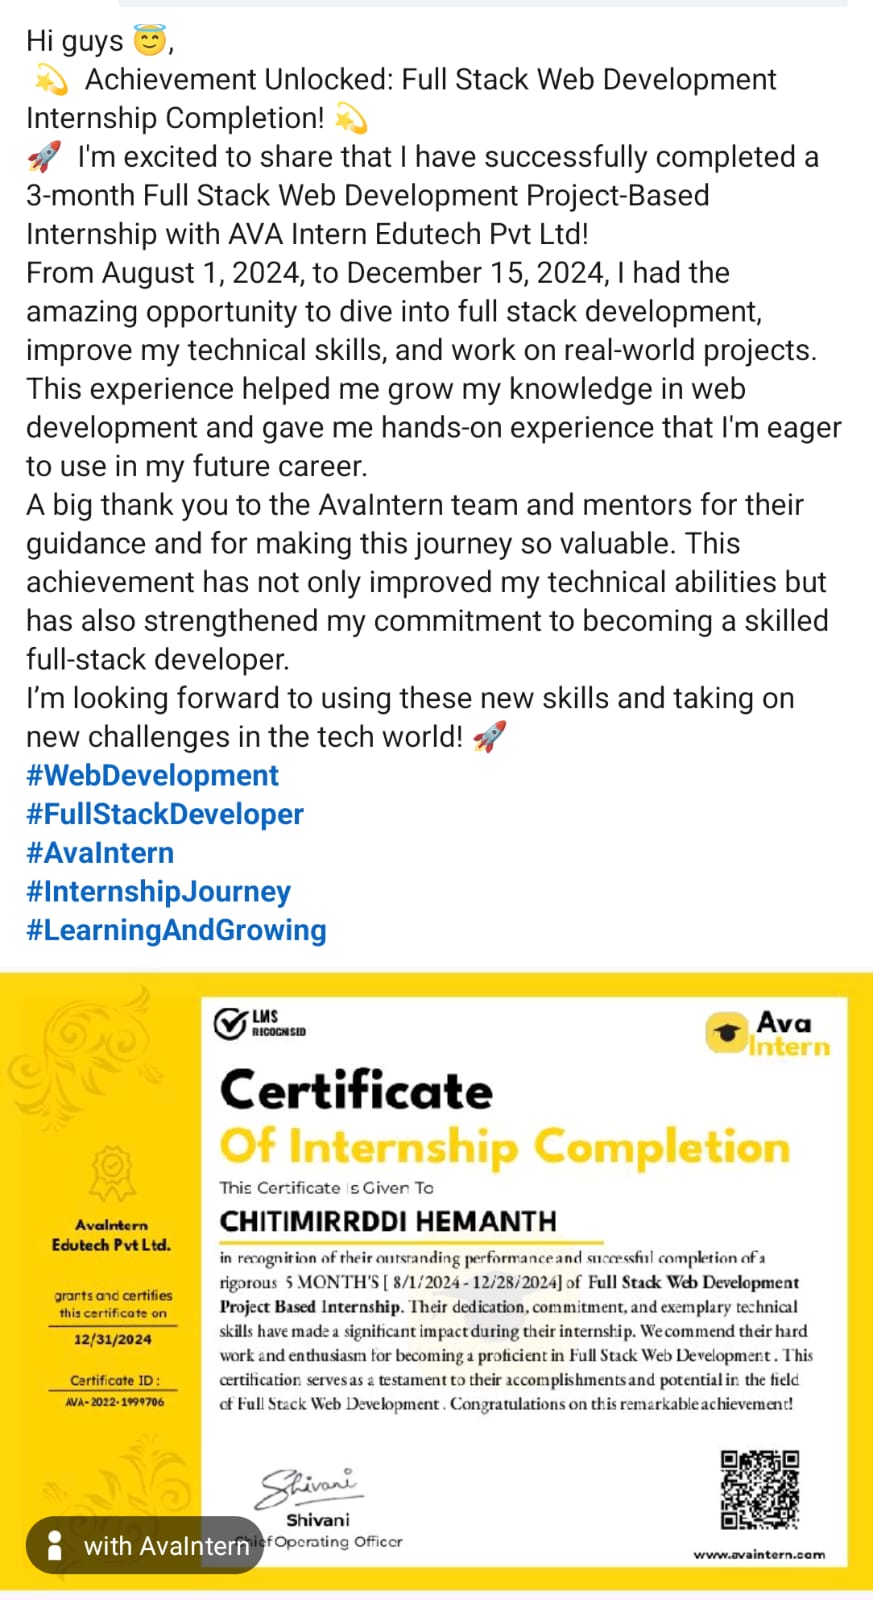 Hi guys 😇,
💫 Achievement Unlocked: Full Stack Web Development
Internship Completion! 💫
🚀 I'm excited to share that I have successfully completed a
3-month Full Stack Web Development Project-Based
Internship with AVA Intern Edutech Pvt Ltd!
From August 1, 2024, to December 15, 2024, I had the
amazing opportunity to dive into full stack development,
improve my technical skills, and work on real-world projects.
This experience helped me grow my knowledge in web
development and gave me hands-on experience that I'm eager
to use in my future career.
A big thank you to the AvaIntern team and mentors for their
guidance and for making this journey so valuable. This
achievement has not only improved my technical abilities but
has also strengthened my commitment to becoming a skilled
full-stack developer.
I’m looking forward to using these new skills and taking on
new challenges in the tech world! 🚀
#WebDevelopment
#FullStackDeveloper
#AvaIntern
#InternshipJourney
#LearningAndGrowing
LMS
RECOGNISED
Ava
Intern
Certificate
Of Internship Completion
This Certificate Is Given To
CHITIMIRRDDI HEMANTH
in recognition of their outstanding performance and successful completion of a
rigorous 5 MONTH'S [ 8/1/2024 - 12/28/2024] of Full Stack Web Development
Project Based Internship. Their dedication, commitment, and exemplary technical
skills have made a significant impact during their internship. We commend their hard
work and enthusiasm for becoming a proficient in Full Stack Web Development . This
certification serves as a testament to their accomplishments and potential in the field
of Full Stack Web Development . Congratulations on this remarkable achievement!
AvaIntern
Edutech Pvt Ltd.
grants and certifies
this certificate on
12/31/2024
Certificate ID :
AVA-2022-1999706
Shivani
Shivani
Chief Operating Officer
www.avaintern.com
with AvaIntern